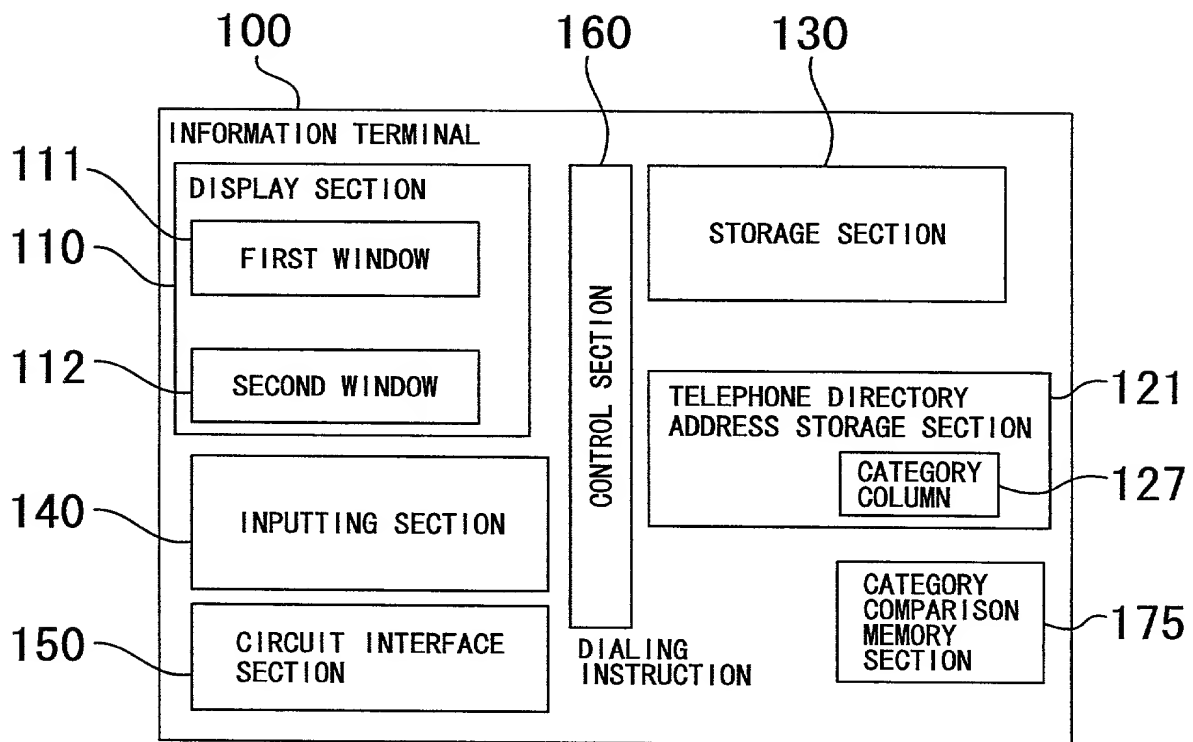 100
160
130
INFORMATION TERMINAL
111
DISPLAY SECTION
110
FIRST WINDOW
112
SECOND WINDOW
CONTROL SECTION
STORAGE SECTION
TELEPHONE DIRECTORY
ADDRESS STORAGE SECTION
121
CATEGORY
COLUMN
127
140
INPUTTING SECTION
150
CIRCUIT INTERFACE
SECTION
DIALING
INSTRUCTION
CATEGORY
COMPARISON
MEMORY
SECTION
175